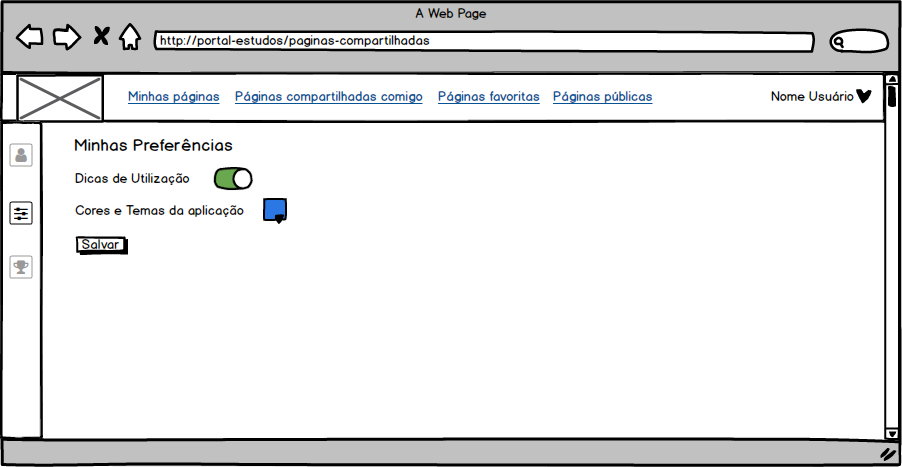 A Web Page
http://portal-estudos/paginas-compartilhadas
Minhas páginas Páginas compartilhadas comigo Páginas favoritas Páginas públicas Nome Usuário
Minhas Preferências
Dicas de Utilização
Cores e Temas da aplicação
Salvar